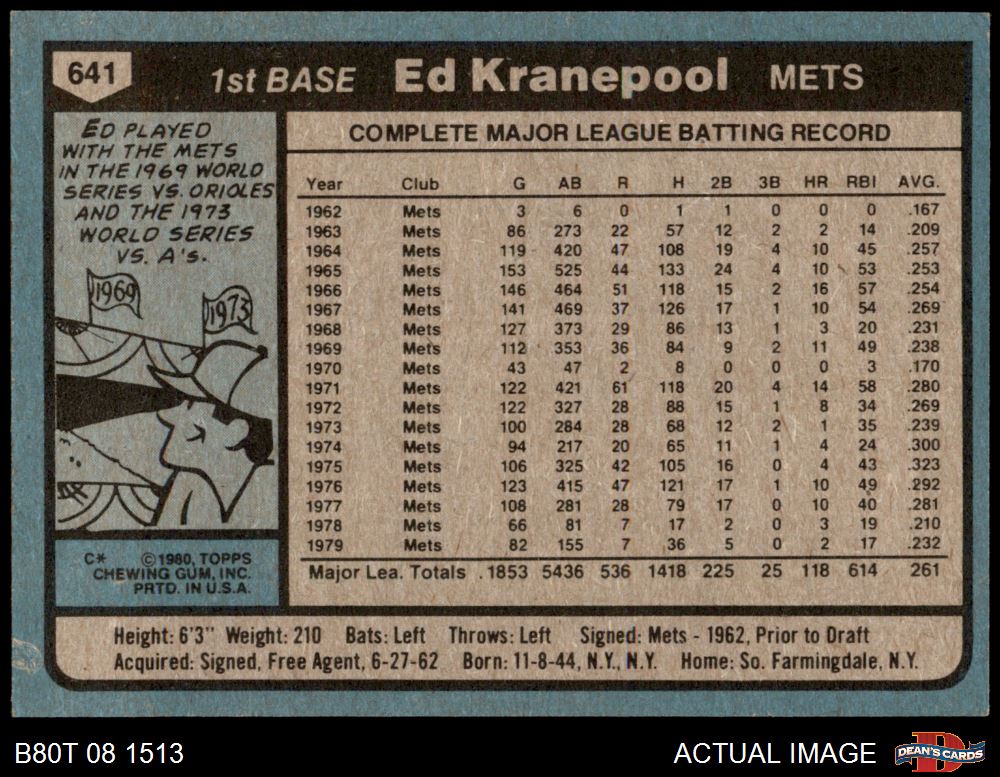 641 1st BASE Ed Kranepool METS
ED PLAYED
WITH THE METS
IN THE 1969 WORLD
SERIES VS. ORIOLES
AND THE 1973
WORLD SERIES
VS. A's.
1969
1973
C* ©1980, TOPPS
CHEWING GUM, INC.
PRTD. IN U.S.A.
COMPLETE MAJOR LEAGUE BATTING RECORD
Year Club G AB R H 2B 3B HR RBI AVG.
1962 Mets 3 6 0 1 1 0 0 0 .167
1963 Mets 86 273 22 57 12 2 2 14 .209
1964 Mets 119 420 47 108 19 4 10 45 .257
1965 Mets 153 525 44 133 24 4 10 53 .253
1966 Mets 146 464 51 118 15 2 16 57 .254
1967 Mets 141 469 37 126 17 1 10 54 .269
1968 Mets 127 373 29 86 13 1 3 20 .231
1969 Mets 112 353 36 84 9 2 11 49 .238
1970 Mets 43 47 2 8 0 0 0 3 .170
1971 Mets 122 421 61 118 20 4 14 58 .280
1972 Mets 122 327 28 88 15 1 8 34 .269
1973 Mets 100 284 28 68 12 2 1 35 .239
1974 Mets 94 217 20 65 11 1 4 24 .300
1975 Mets 106 325 42 105 16 0 4 43 .323
1976 Mets 123 415 47 121 17 1 10 49 .292
1977 Mets 108 281 28 79 17 0 10 40 .281
1978 Mets 66 81 7 17 2 0 3 19 .210
1979 Mets 82 155 7 36 5 0 2 17 .232
Major Lea. Totals .1853 5436 536 1418 225 25 118 614 261
Height: 6'3" Weight: 210 Bats: Left Throws: Left Signed: Mets - 1962, Prior to Draft
Acquired: Signed, Free Agent, 6-27-62 Born: 11-8-44, N.Y., N.Y. Home: So. Farmingdale, N.Y.
B80T 08 1513 ACTUAL IMAGE D DEAN'S CARDS